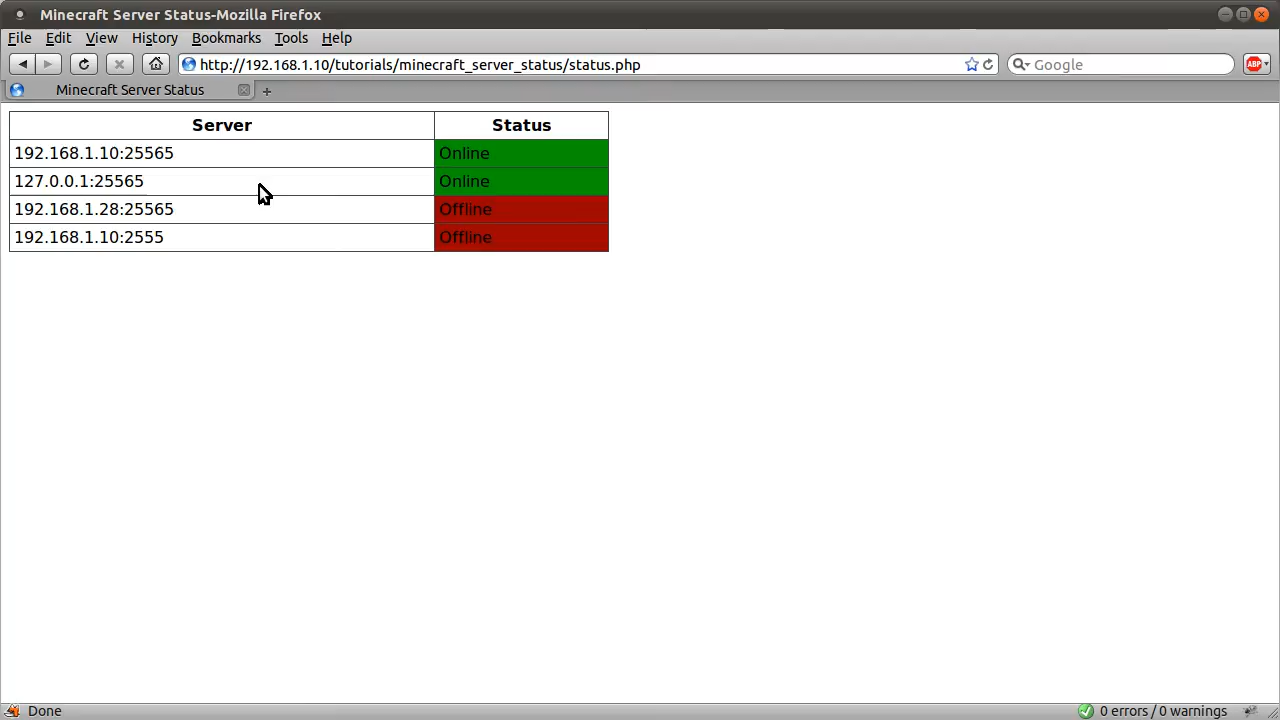 Minecraft Server Status-Mozilla Firefox
File Edit View History Bookmarks Tools Help
http://192.168.1.10/tutorials/minecraft_server_status/status.php Google ABP
Minecraft Server Status
Server Status
192.168.1.10:25565 Online
127.0.0.1:25565 Online
192.168.1.28:25565 Offline
192.168.1.10:2555 Offline
Done 0 errors / 0 warnings